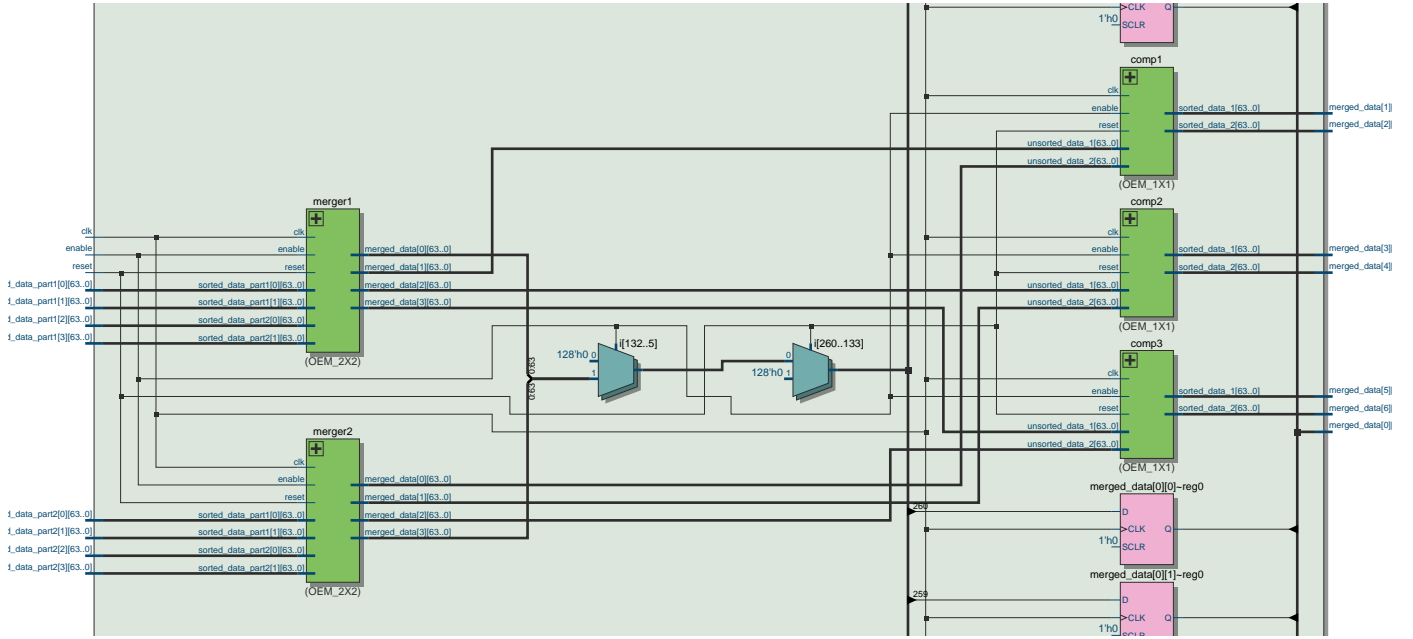 CLK Q
1'h0
SCLR
comp1
clk
enable
reset
unsorted_data_1[63..0]
unsorted_data_2[63..0]
sorted_data_1[63..0]
sorted_data_2[63..0]
(OEM_1X1)
merged_data[1]
merged_data[2]
merger1
clk
enable
reset
clk
enable
reset
sorted_data_part1[0][63..0]
sorted_data_part1[1][63..0]
sorted_data_part2[0][63..0]
sorted_data_part2[1][63..0]
_data_part1[0][63..0]
_data_part1[1][63..0]
_data_part1[2][63..0]
_data_part1[3][63..0]
merged_data[0][63..0]
merged_data[1][63..0]
merged_data[2][63..0]
merged_data[3][63..0]
(OEM_2X2)
comp2
clk
enable
reset
unsorted_data_1[63..0]
unsorted_data_2[63..0]
sorted_data_1[63..0]
sorted_data_2[63..0]
(OEM_1X1)
merged_data[3]
merged_data[4]
0:63
0:63
i[132..5]
128'h0 0
1
i[260..133]
0
128'h0 1
comp3
clk
enable
reset
unsorted_data_1[63..0]
unsorted_data_2[63..0]
sorted_data_1[63..0]
sorted_data_2[63..0]
(OEM_1X1)
merged_data[5]
merged_data[6]
merged_data[0]
merger2
clk
enable
reset
sorted_data_part1[0][63..0]
sorted_data_part1[1][63..0]
sorted_data_part2[0][63..0]
sorted_data_part2[1][63..0]
_data_part2[0][63..0]
_data_part2[1][63..0]
_data_part2[2][63..0]
_data_part2[3][63..0]
merged_data[0][63..0]
merged_data[1][63..0]
merged_data[2][63..0]
merged_data[3][63..0]
(OEM_2X2)
merged_data[0][0]~reg0
260
D
CLK Q
1'h0
SCLR
merged_data[0][1]~reg0
259
D
CLK Q
1'h0
SCLR